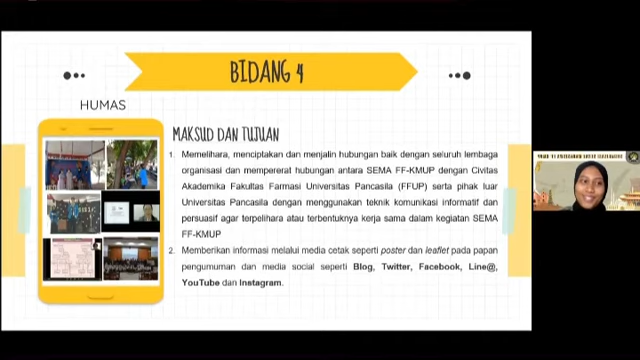 BIDANG 4
HUMAS
MAKSUD DAN TUJUAN
1. Memelihara, menciptakan dan menjalin hubungan baik dengan seluruh lembaga
organisasi dan mempererat hubungan antara SEMA FF-KMUP dengan Civitas
Akademika Fakultas Farmasi Universitas Pancasila (FFUP) serta pihak luar
Universitas Pancasila dengan menggunakan teknik komunikasi informatif dan
persuasif agar terpelihara atau terbentuknya kerja sama dalam kegiatan SEMA
FF-KMUP
2. Memberikan informasi melalui media cetak seperti poster dan leaflet pada papan
pengumuman dan media social seperti Blog, Twitter, Facebook, Line@,
YouTube dan Instagram.